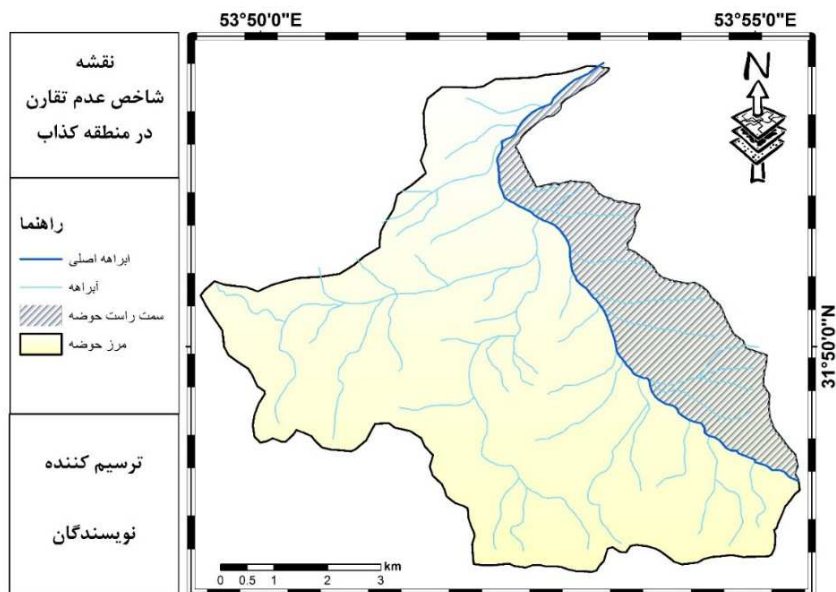 53°50'0"E
53°55'0"E
نقشه
شاخص عدم تقارن
در منطقه کذاب
N
راهنما
ابراهه اصلی
آبراهه
سمت راست حوضه
مرز حوضه
31°50'0"N
ترسیم کننده
نویسندگان
km
0 0.5 1 2 3